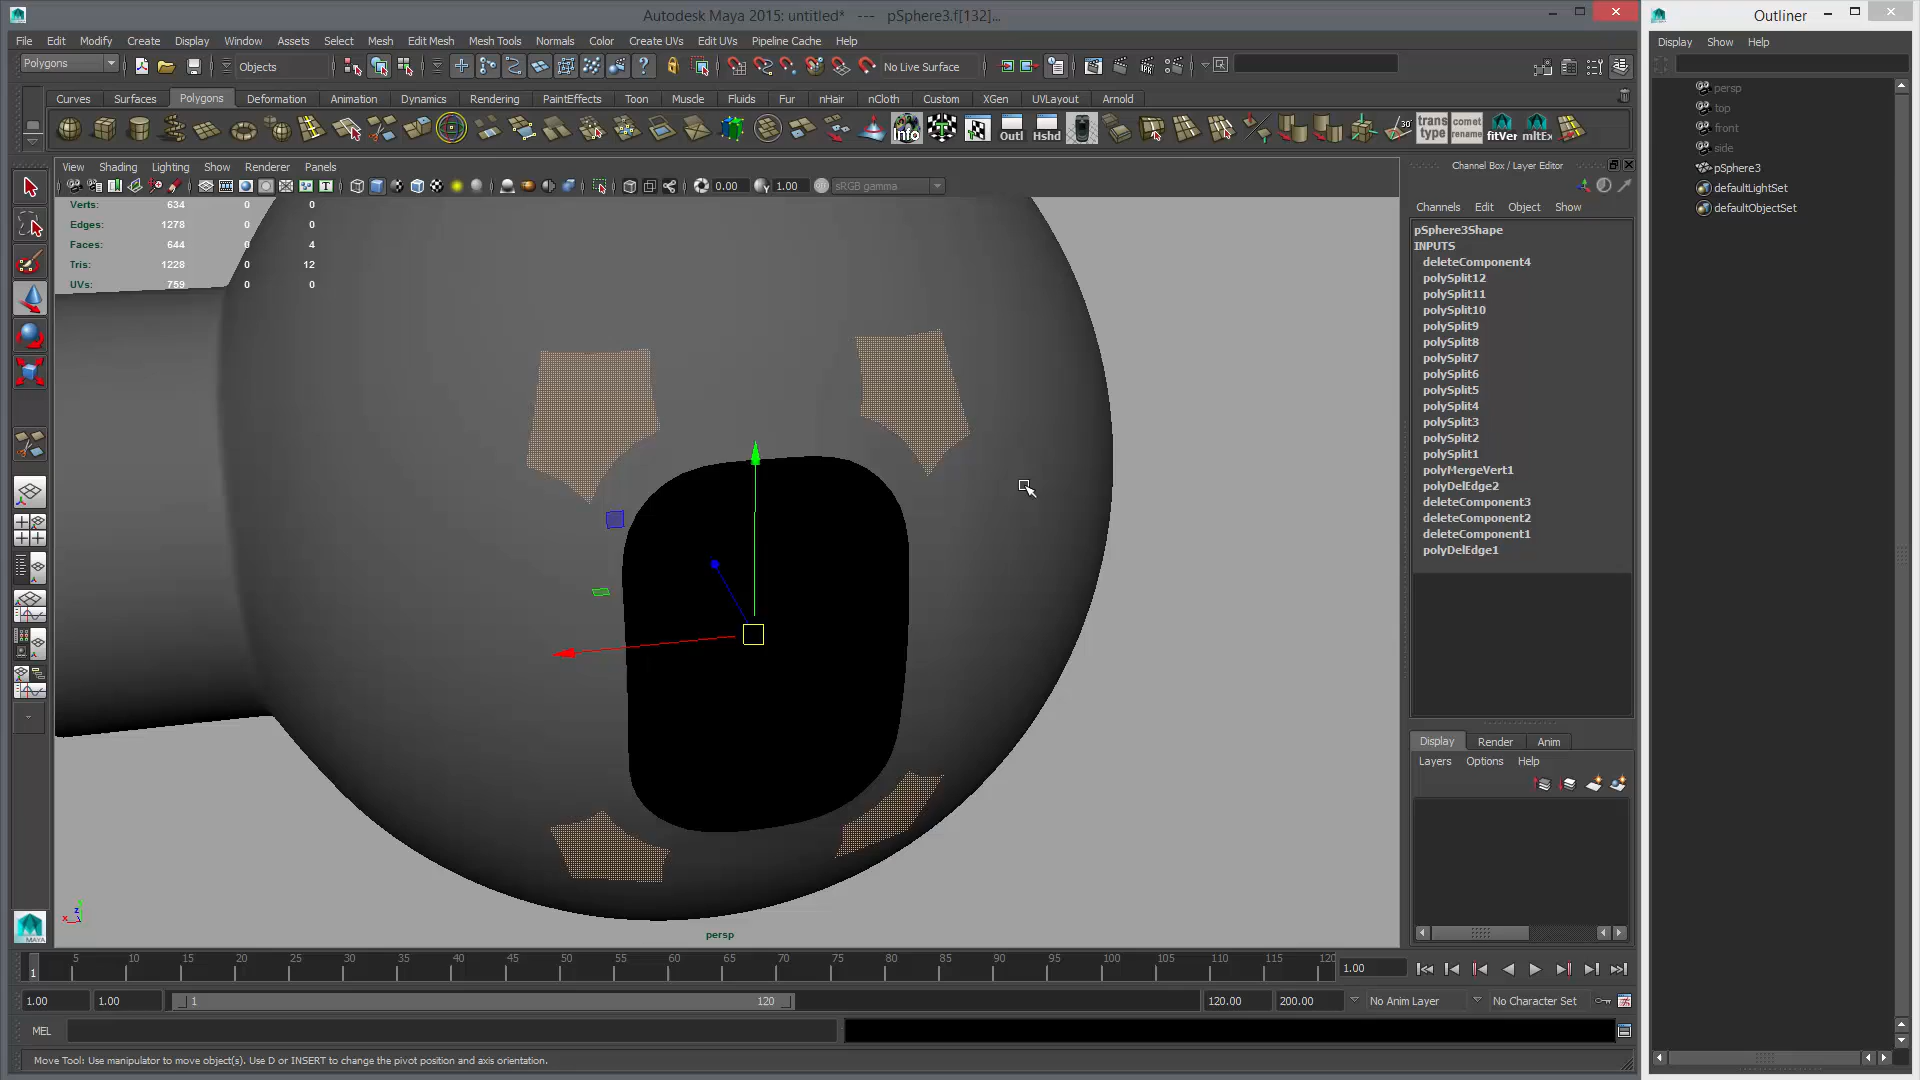 Autodesk Maya 2015: untitled*   ---   pSphere3.f[132]...
Outliner
File Edit Modify Create Display Window Assets Select Mesh Edit Mesh Mesh Tools Normals Color Create UVs Edit UVs Pipeline Cache Help
Display Show Help
Polygons
Objects
No Live Surface
Curves Surfaces Polygons Deformation Animation Dynamics Rendering PaintEffects Toon Muscle Fluids Fur nHair nCloth Custom XGen UVLayout Arnold
Info Outl Hshd 30° trans type comet rename fitVer mltEx
View Shading Lighting Show Renderer Panels
0.00 1.00 sRGB gamma
Verts: 634 0 0
Edges: 1278 0 0
Faces: 644 0 4
Tris: 1228 0 12
UVs: 759 0 0
persp
Channel Box / Layer Editor
Channels Edit Object Show
pSphere3Shape
INPUTS
deleteComponent4
polySplit12
polySplit11
polySplit10
polySplit9
polySplit8
polySplit7
polySplit6
polySplit5
polySplit4
polySplit3
polySplit2
polySplit1
polyMergeVert1
polyDelEdge2
deleteComponent3
deleteComponent2
deleteComponent1
polyDelEdge1
Display Render Anim
Layers Options Help
persp
top
front
side
pSphere3
defaultLightSet
defaultObjectSet
MAYA
1 5 10 15 20 25 30 35 40 45 50 55 60 65 70 75 80 85 90 95 100 105 110 115 120
1.00
1.00 1.00 1 120 120.00 200.00 No Anim Layer No Character Set
MEL
Move Tool: Use manipulator to move object(s). Use D or INSERT to change the pivot position and axis orientation.